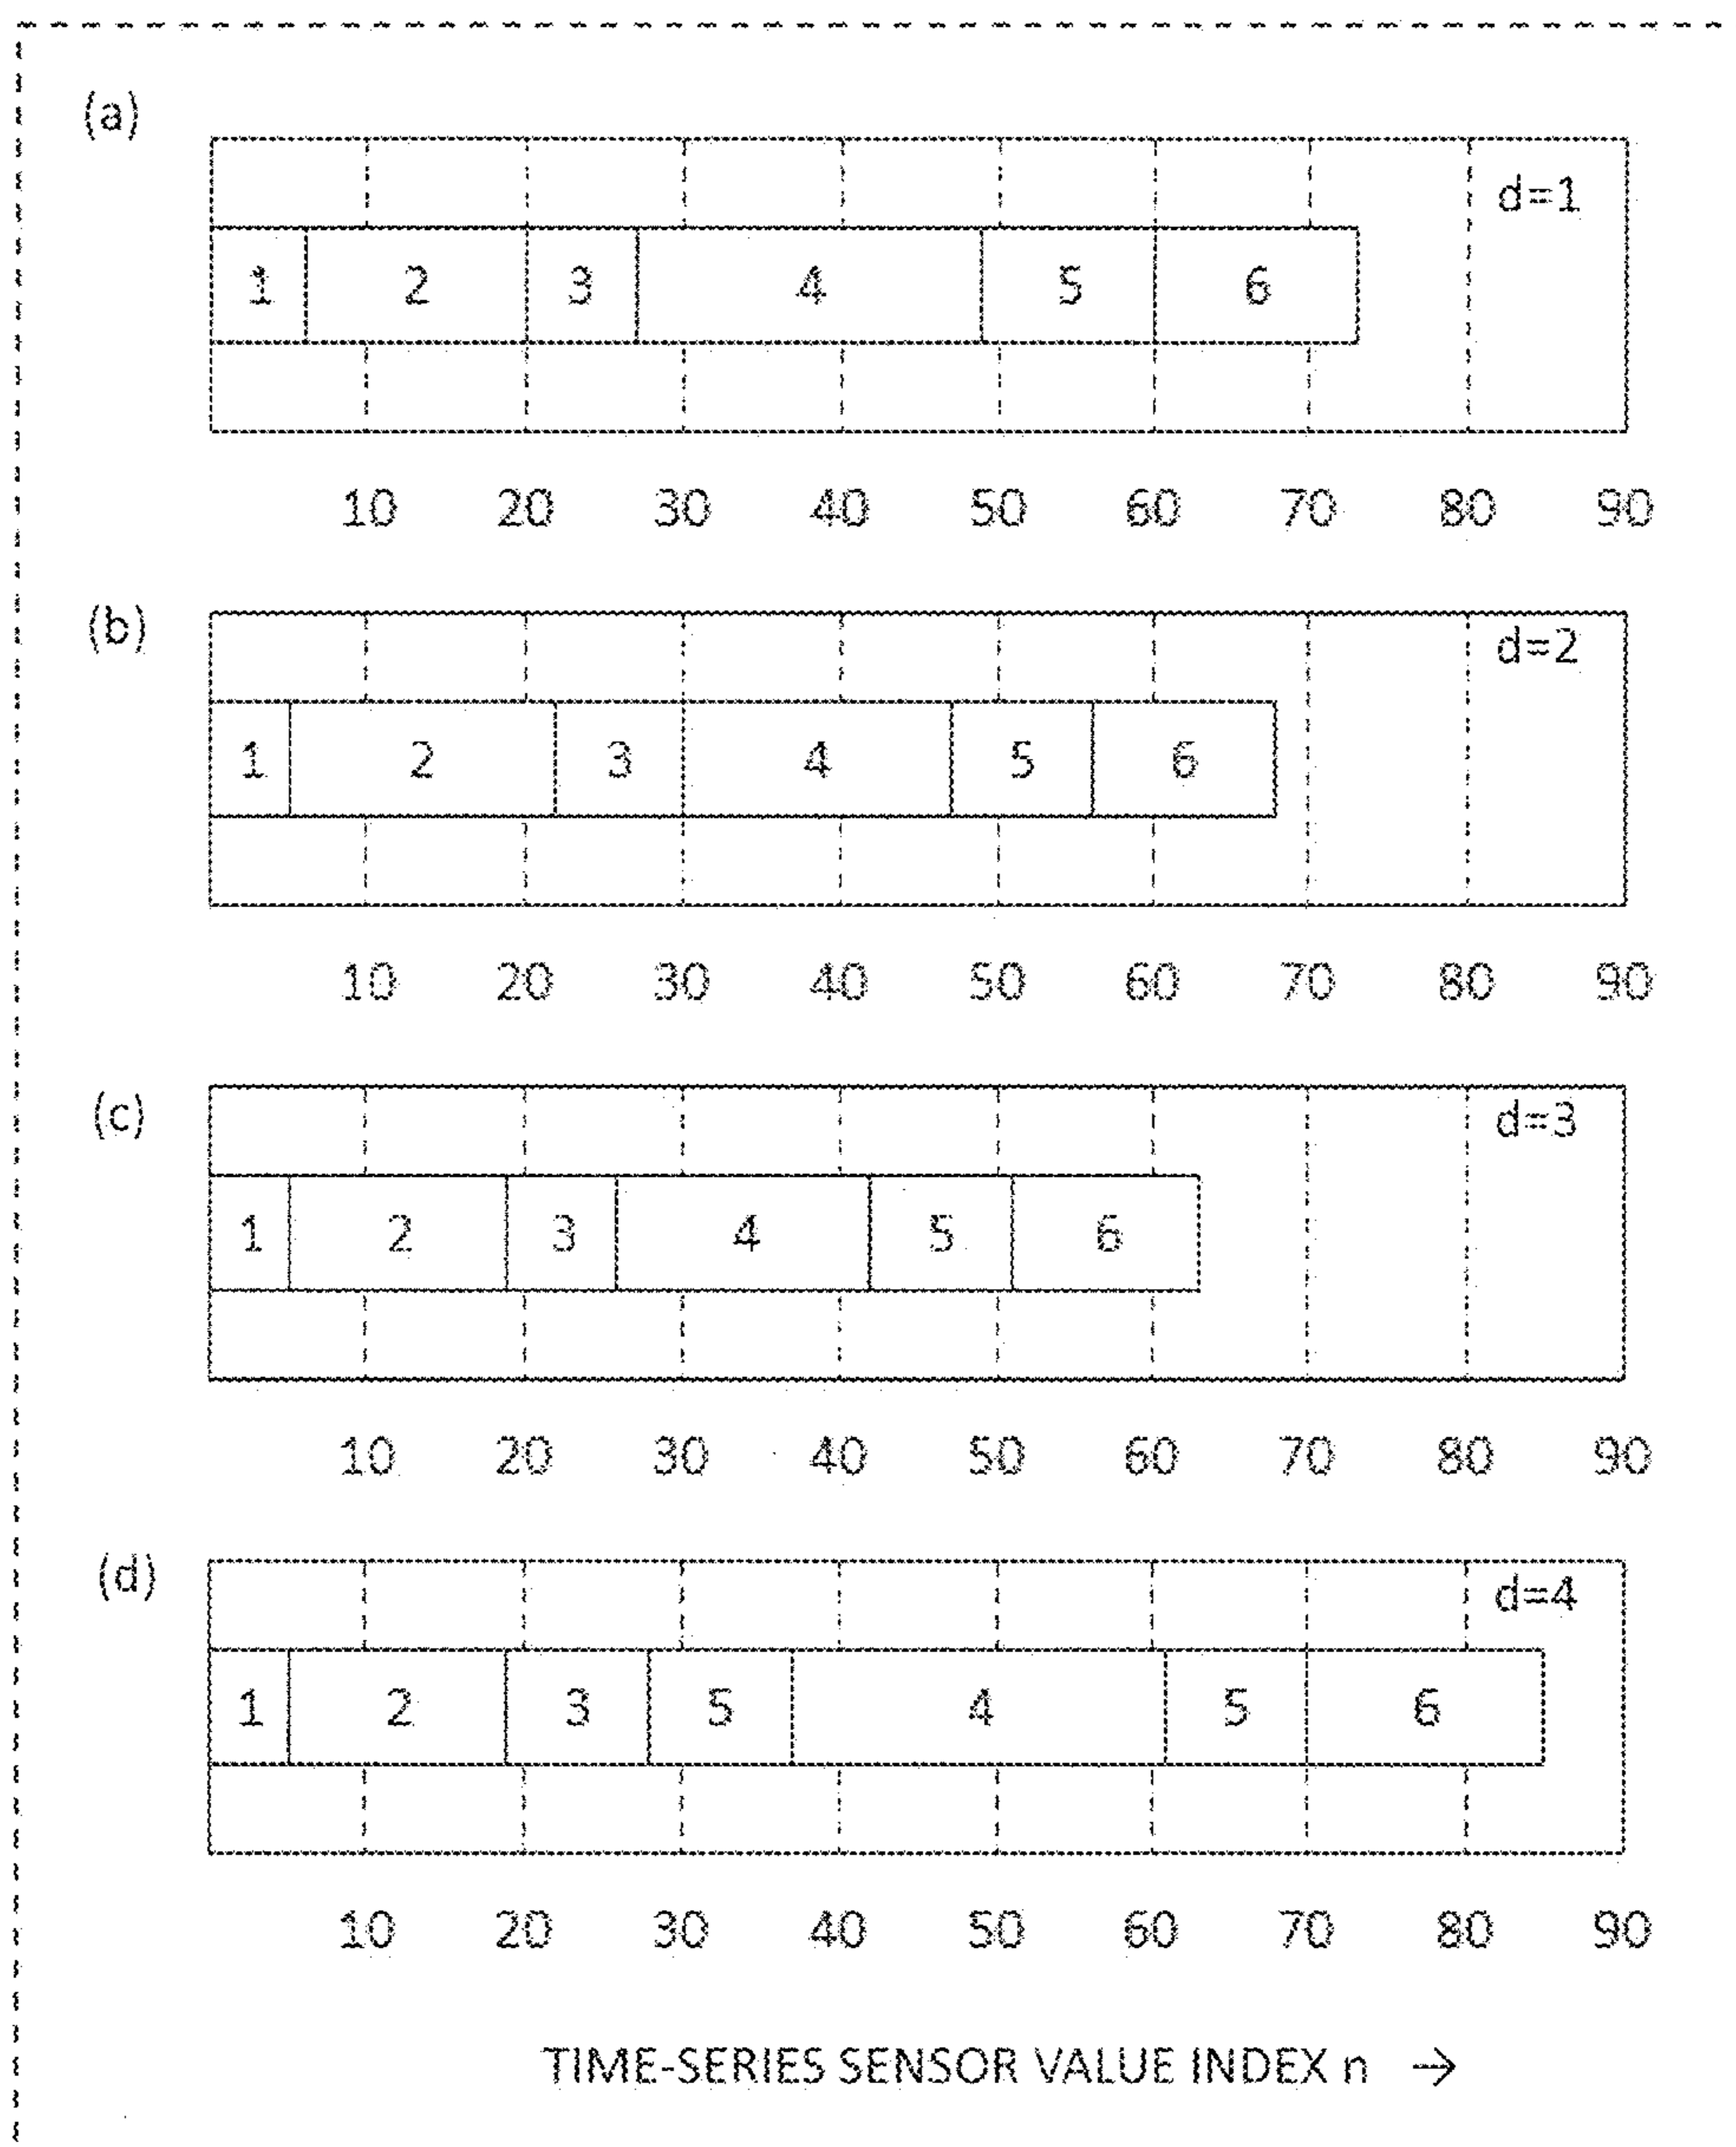 (a)
d=1
1 2 3 4 5 6
10 20 30 40 50 60 70 80 90
(b)
d=2
1 2 3 4 5 6
10 20 30 40 50 60 70 80 90
(c)
d=3
1 2 3 4 5 6
10 20 30 40 50 60 70 80 90
(d)
d=4
1 2 3 5 4 5 6
10 20 30 40 50 60 70 80 90
TIME-SERIES SENSOR VALUE INDEX n →